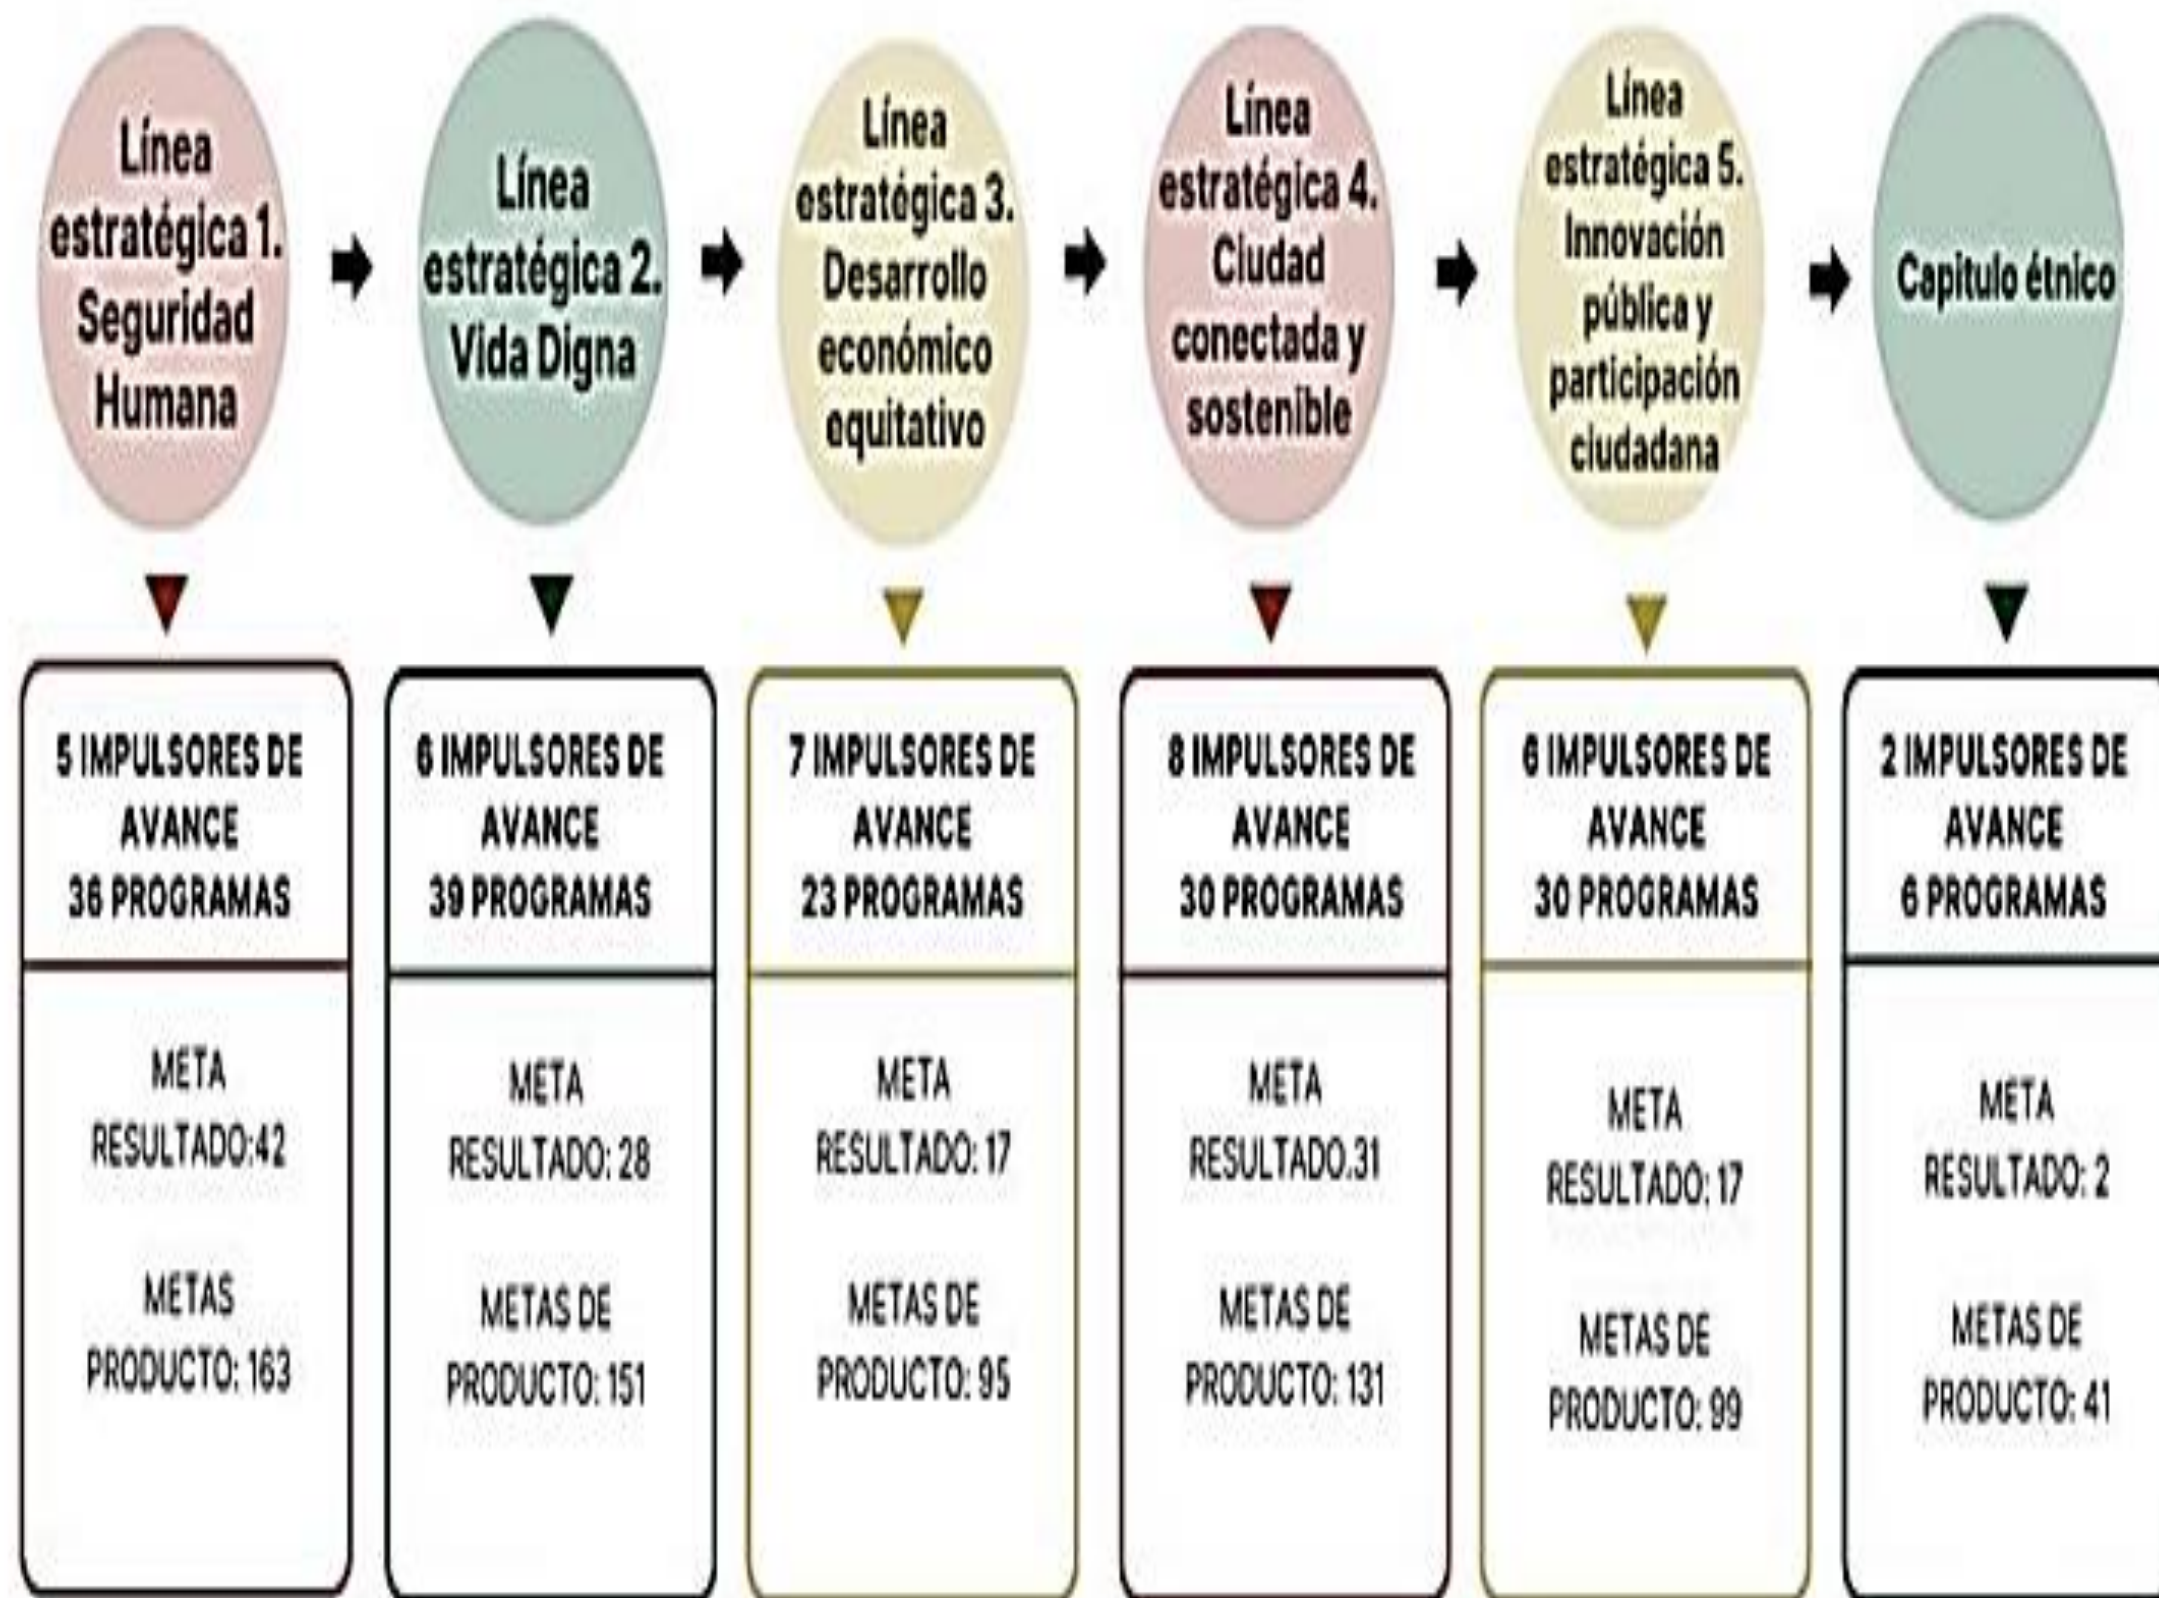 Línea
estratégica 1.
Seguridad
Humana
Línea
estratégica 2.
Vida Digna
Línea
estratégica 3.
Desarrollo
económico
equitativo
Línea
estratégica 4.
Ciudad
conectada y
sostenible
Línea
estratégica 5.
Innovación
pública y
participación
ciudadana
Capitulo étnico
5 IMPULSORES DE
AVANCE
36 PROGRAMAS
META
RESULTADO:42
METAS
PRODUCTO: 163
6 IMPULSORES DE
AVANCE
39 PROGRAMAS
META
RESULTADO: 28
METAS DE
PRODUCTO: 151
7 IMPULSORES DE
AVANCE
23 PROGRAMAS
META
RESULTADO: 17
METAS DE
PRODUCTO: 95
8 IMPULSORES DE
AVANCE
30 PROGRAMAS
META
RESULTADO.31
METAS DE
PRODUCTO: 131
6 IMPULSORES DE
AVANCE
30 PROGRAMAS
META
RESULTADO: 17
METAS DE
PRODUCTO: 99
2 IMPULSORES DE
AVANCE
6 PROGRAMAS
META
RESULTADO: 2
METAS DE
PRODUCTO: 41